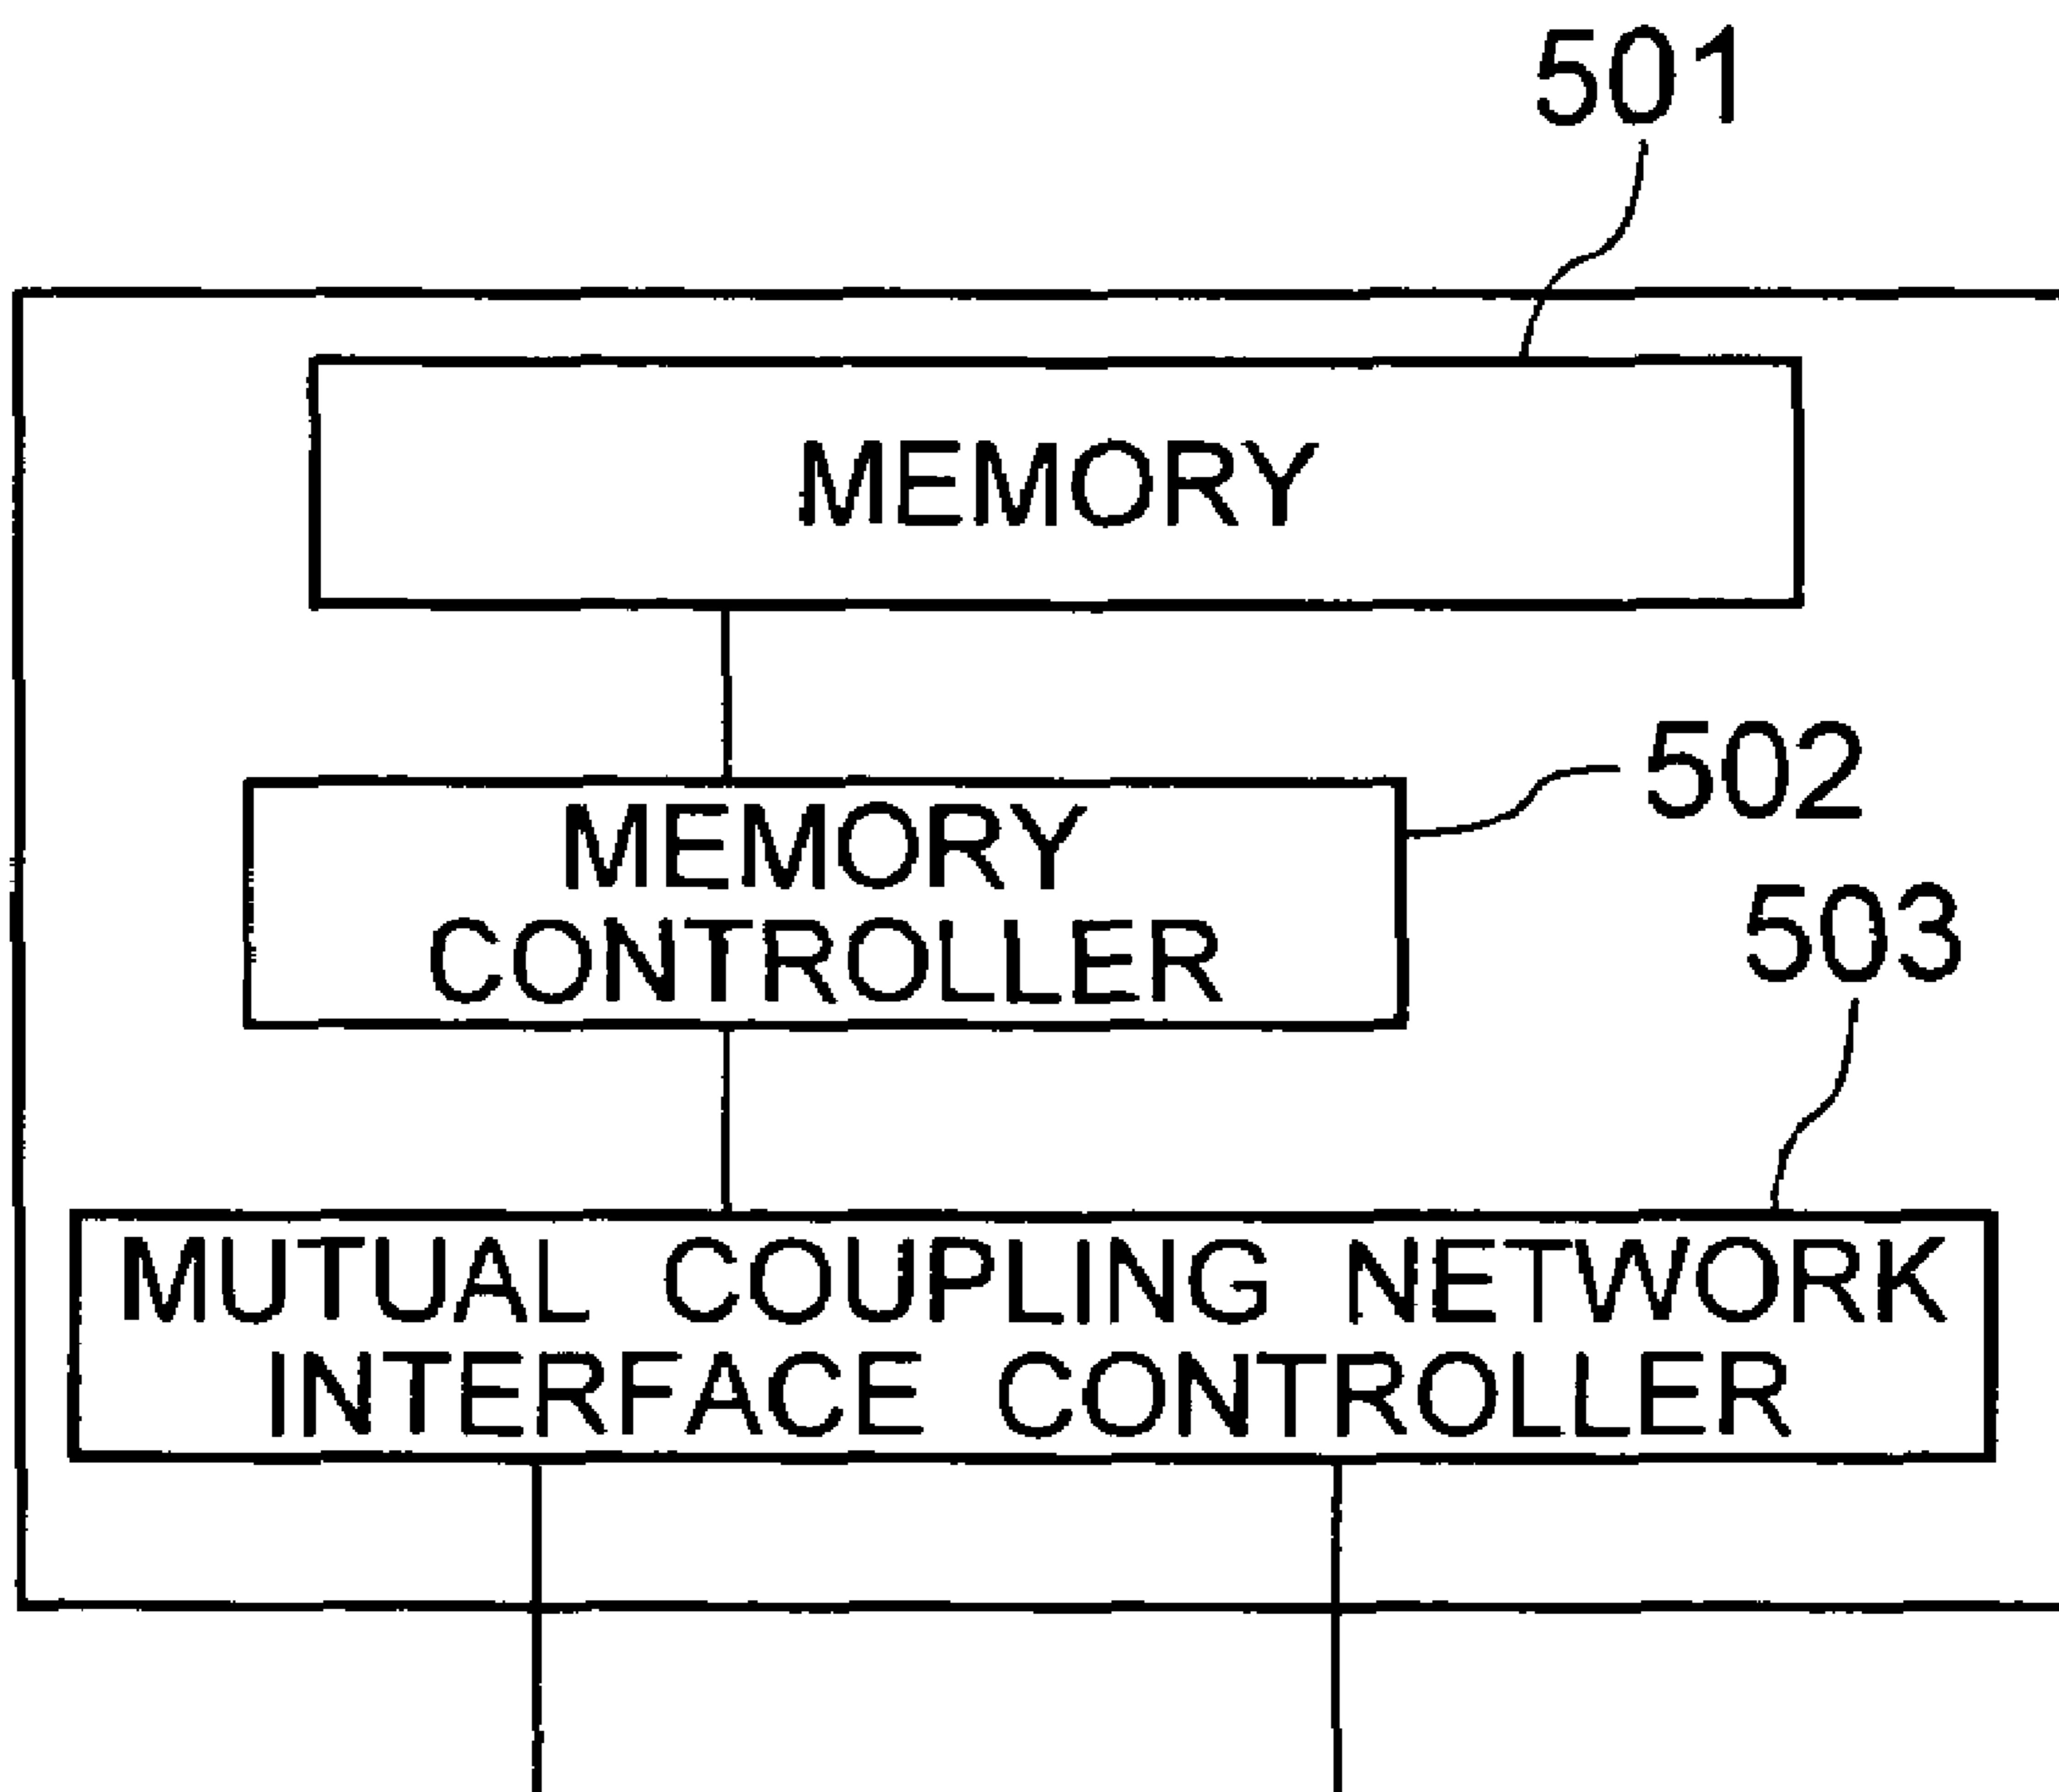 501
MEMORY
502
MEMORY
CONTROLLER
503
MUTUAL COUPLING NETWORK
INTERFACE CONTROLLER